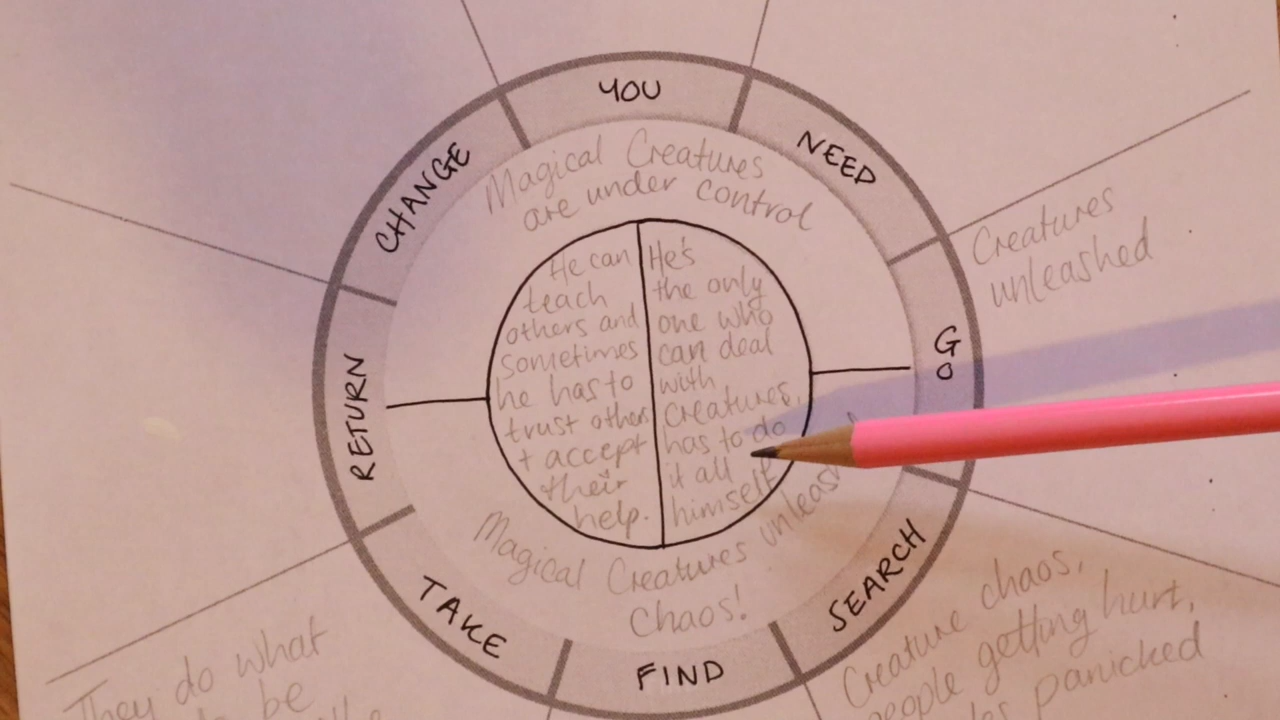 YOU
NEED
GO
SEARCH
FIND
TAKE
RETURN
CHANGE
Magical Creatures
are under control
He can
teach
others and
sometimes
he has to
trust others
+ accept
their
help.
He's
the only
one who
can deal
with
creatures,
has to do
it all
himself
Magical Creatures
Chaos!
Creatures
unleashed
Creature chaos,
people getting hurt,
panicked
They do what
be